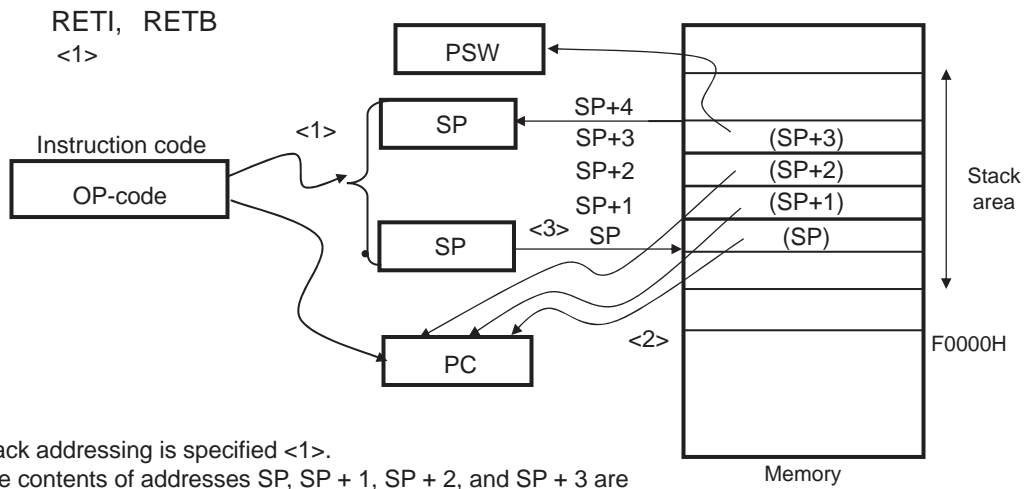 RETI, RETB
<1>
PSW
SP+4
SP
<1>
SP+3
(SP+3)
Instruction code
OP-code
SP+2
(SP+2)
Stack
area
SP+1
(SP+1)
SP
<3>
SP
(SP)
<2>
F0000H
PC
Memory
ack addressing is specified <1>.
e contents of addresses SP, SP + 1, SP + 2, and SP + 3 are